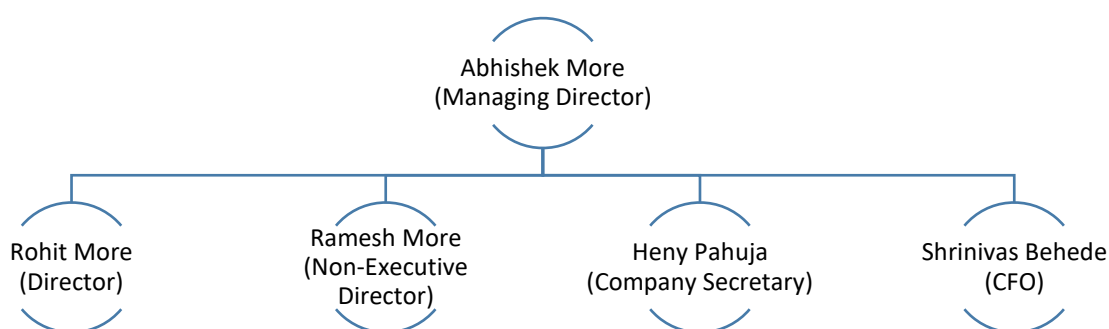 Abhishek More
(Managing Director)
Rohit More
(Director)
Ramesh More
(Non-Executive
Director)
Heny Pahuja
(Company Secretary)
Shrinivas Behede
(CFO)